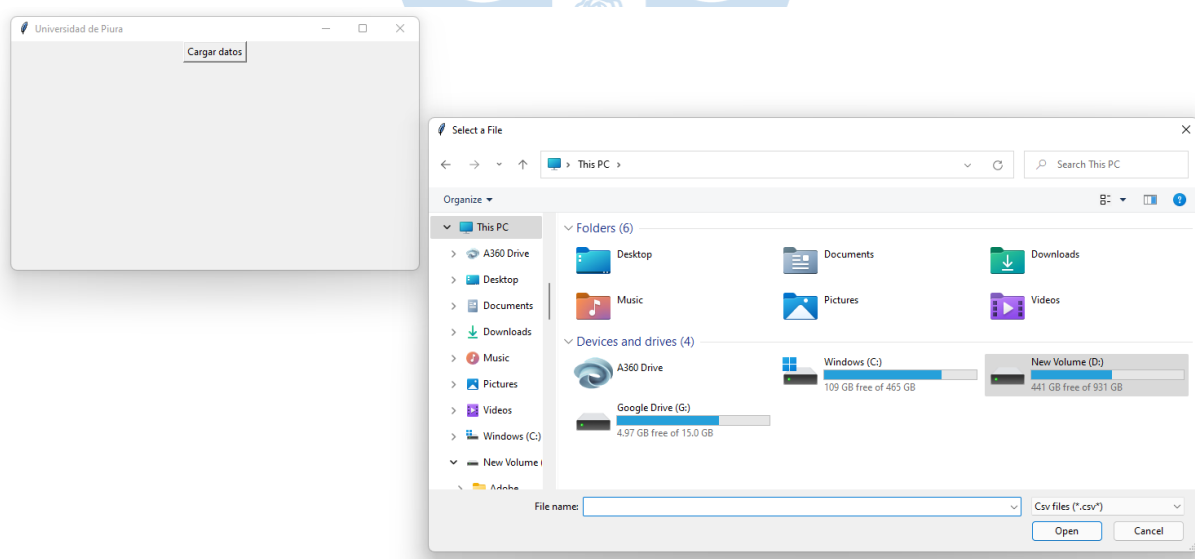 Universidad de Piura
Cargar datos
Select a File
This PC
Search This PC
Organize
This PC
A360 Drive
Desktop
Documents
Downloads
Music
Pictures
Videos
Windows (C:)
New Volume (
Adobe
Folders (6)
Desktop
Documents
Downloads
Music
Pictures
Videos
Devices and drives (4)
A360 Drive
Windows (C:)
109 GB free of 465 GB
New Volume (D:)
441 GB free of 931 GB
Google Drive (G:)
4.97 GB free of 15.0 GB
File name:
Csv files (*.csv*)
Open
Cancel